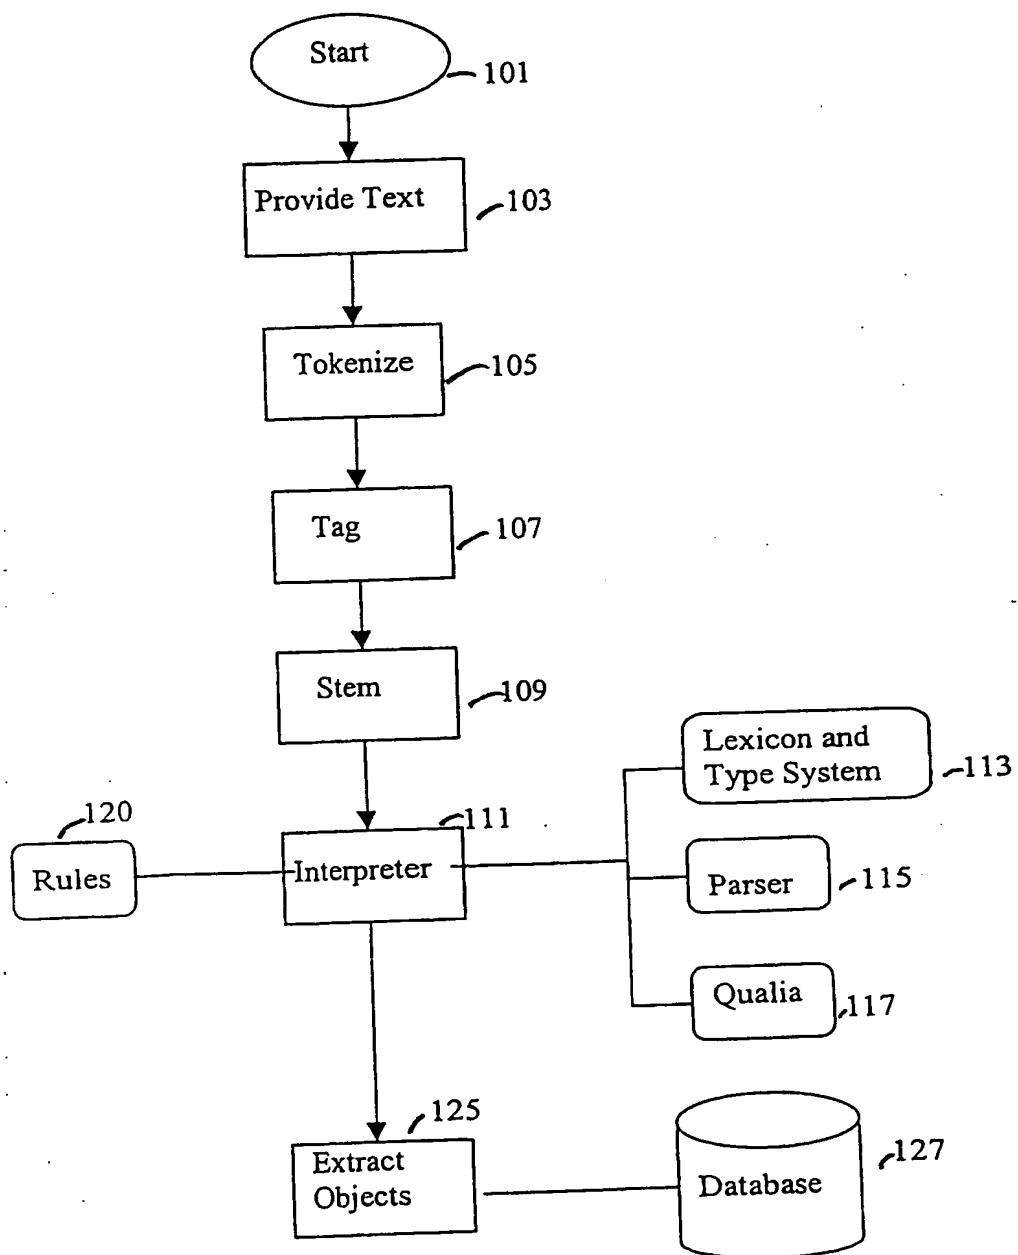 Start
101
Provide Text
103
Tokenize
105
Tag
107
Stem
109
Lexicon and
Type System
113
120
111
Rules
Interpreter
Parser
115
Qualia
117
125
Extract
Objects
Database
127